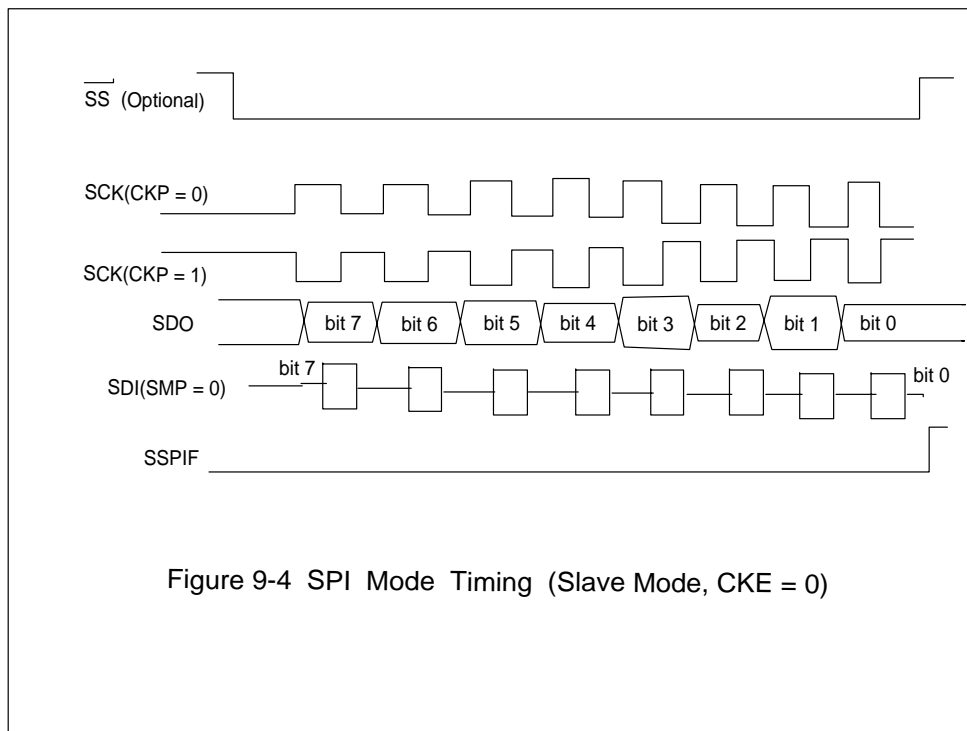 SS (Optional)
SCK(CKP = 0)
SCK(CKP = 1)
SDO
bit 7
bit 6
bit 5
bit 4
bit 3
bit 2
bit 1
bit 0
bit 7
bit 0
SDI(SMP = 0)
SSPIF
Figure 9-4 SPI Mode Timing (Slave Mode, CKE = 0)